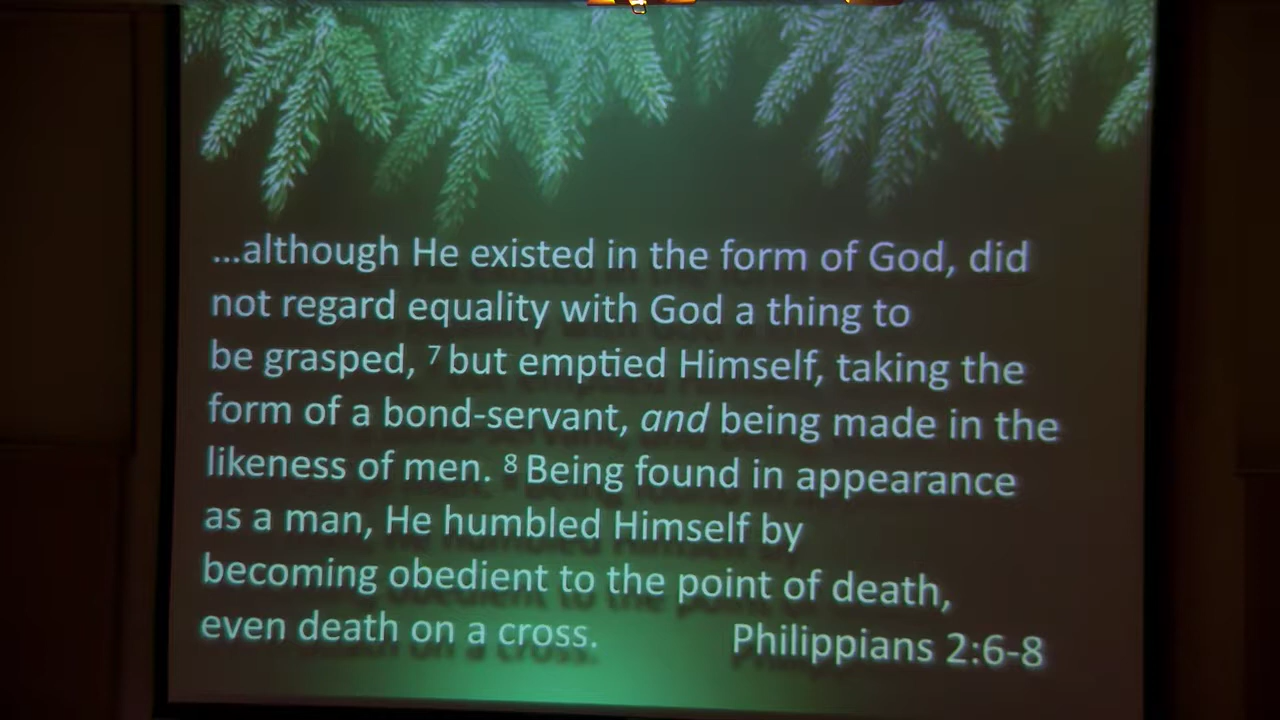 ...although He existed in the form of God, did
not regard equality with God a thing to
be grasped, ⁷ but emptied Himself, taking the
form of a bond-servant, and being made in the
likeness of men. ⁸ Being found in appearance
as a man, He humbled Himself by
becoming obedient to the point of death,
even death on a cross. Philippians 2:6-8